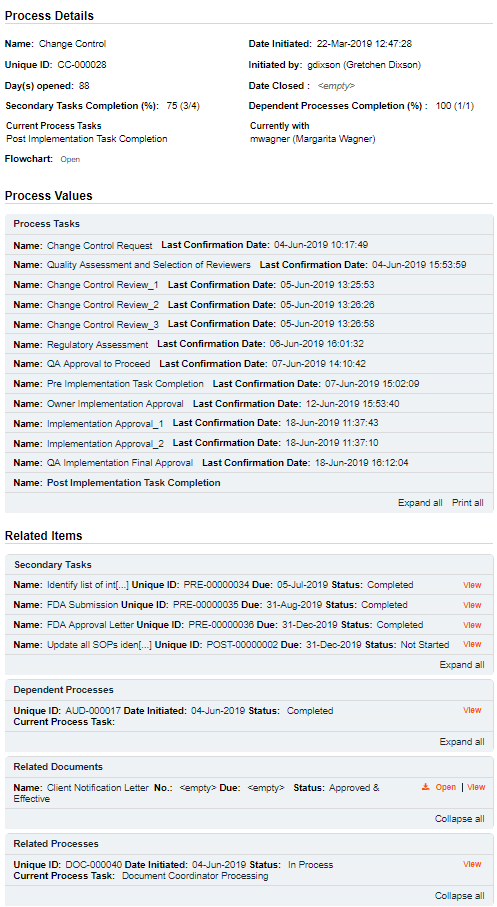 Process Details
Name: Change Control Date Initiated: 22-Mar-2019 12:47:28
Unique ID: CC-000028 Initiated by: gdixson (Gretchen Dixson)
Day(s) opened: 88 Date Closed : <empty>
Secondary Tasks Completion (%): 75 (3/4) Dependent Processes Completion (%) : 100 (1/1)
Current Process Tasks Currently with
Post Implementation Task Completion mwagner (Margarita Wagner)
Flowchart: Open
Process Values
Process Tasks
Name: Change Control Request Last Confirmation Date: 04-Jun-2019 10:17:49
Name: Quality Assessment and Selection of Reviewers Last Confirmation Date: 04-Jun-2019 15:53:59
Name: Change Control Review_1 Last Confirmation Date: 05-Jun-2019 13:25:53
Name: Change Control Review_2 Last Confirmation Date: 05-Jun-2019 13:26:26
Name: Change Control Review_3 Last Confirmation Date: 05-Jun-2019 13:26:58
Name: Regulatory Assessment Last Confirmation Date: 06-Jun-2019 16:01:32
Name: QA Approval to Proceed Last Confirmation Date: 07-Jun-2019 14:10:42
Name: Pre Implementation Task Completion Last Confirmation Date: 07-Jun-2019 15:02:09
Name: Owner Implementation Approval Last Confirmation Date: 12-Jun-2019 15:53:40
Name: Implementation Approval_1 Last Confirmation Date: 18-Jun-2019 11:37:43
Name: Implementation Approval_2 Last Confirmation Date: 18-Jun-2019 11:37:10
Name: QA Implementation Final Approval Last Confirmation Date: 18-Jun-2019 16:12:04
Name: Post Implementation Task Completion
Expand all Print all
Related Items
Secondary Tasks
Name: Identify list of int[...] Unique ID: PRE-00000034 Due: 05-Jul-2019 Status: Completed View
Name: FDA Submission Unique ID: PRE-00000035 Due: 31-Aug-2019 Status: Completed View
Name: FDA Approval Letter Unique ID: PRE-00000036 Due: 31-Dec-2019 Status: Completed View
Name: Update all SOPs iden[...] Unique ID: POST-00000002 Due: 31-Dec-2019 Status: Not Started View
Expand all
Dependent Processes
Unique ID: AUD-000017 Date Initiated: 04-Jun-2019 Status: Completed View
Current Process Task:
Expand all
Related Documents
Name: Client Notification Letter No.: <empty> Due: <empty> Status: Approved & Open | View
Effective
Collapse all
Related Processes
Unique ID: DOC-000040 Date Initiated: 04-Jun-2019 Status: In Process View
Current Process Task: Document Coordinator Processing
Collapse all